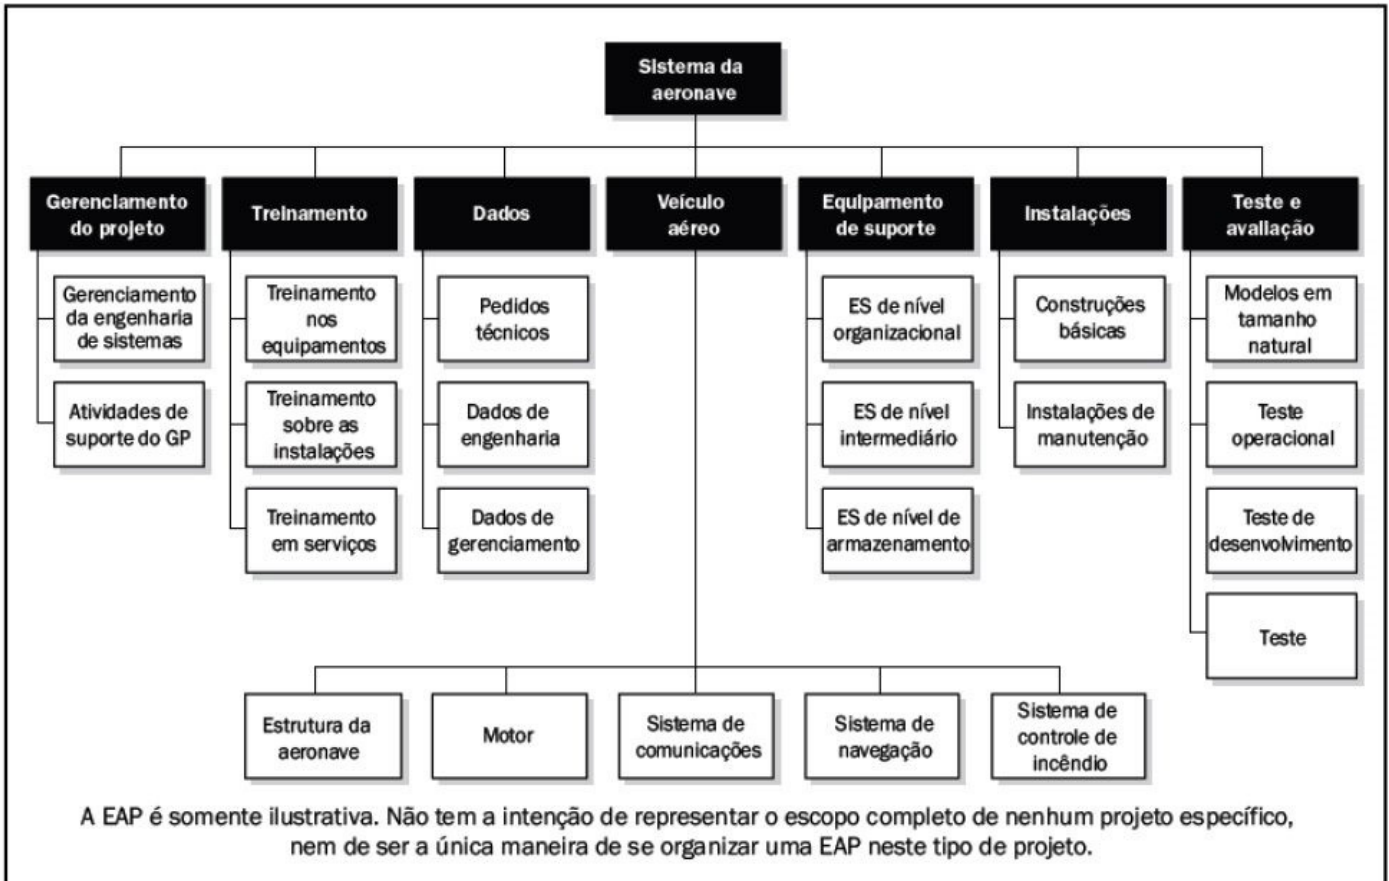 Sistema da
aeronave
Gerenciamento
do projeto
Treinamento
Dados
Veículo
aéreo
Equipamento
de suporte
Instalações
Teste e
avallação
Gerenciamento
da engenharia
de sistemas
Atividades de
suporte do GP
Treinamento
nos
equipamentos
Treinamento
sobre as
instalações
Treinamento
em serviços
Pedidos
técnicos
Dados de
engenharia
Dados de
gerenciamento
ES de nível
organizacional
ES de nível
intermediário
ES de nível de
armazenamento
Construções
básicas
Instalações de
manutenção
Modelos em
tamanho
natural
Teste
operacional
Teste de
desenvolvimento
Teste
Estrutura da
aeronave
Motor
Sistema de
comunicações
Sistema de
navegação
Sistema de
controle de
incêndio
A EAP é somente ilustrativa. Não tem a intenção de representar o escopo completo de nenhum projeto específico,
nem de ser a única maneira de se organizar uma EAP neste tipo de projeto.